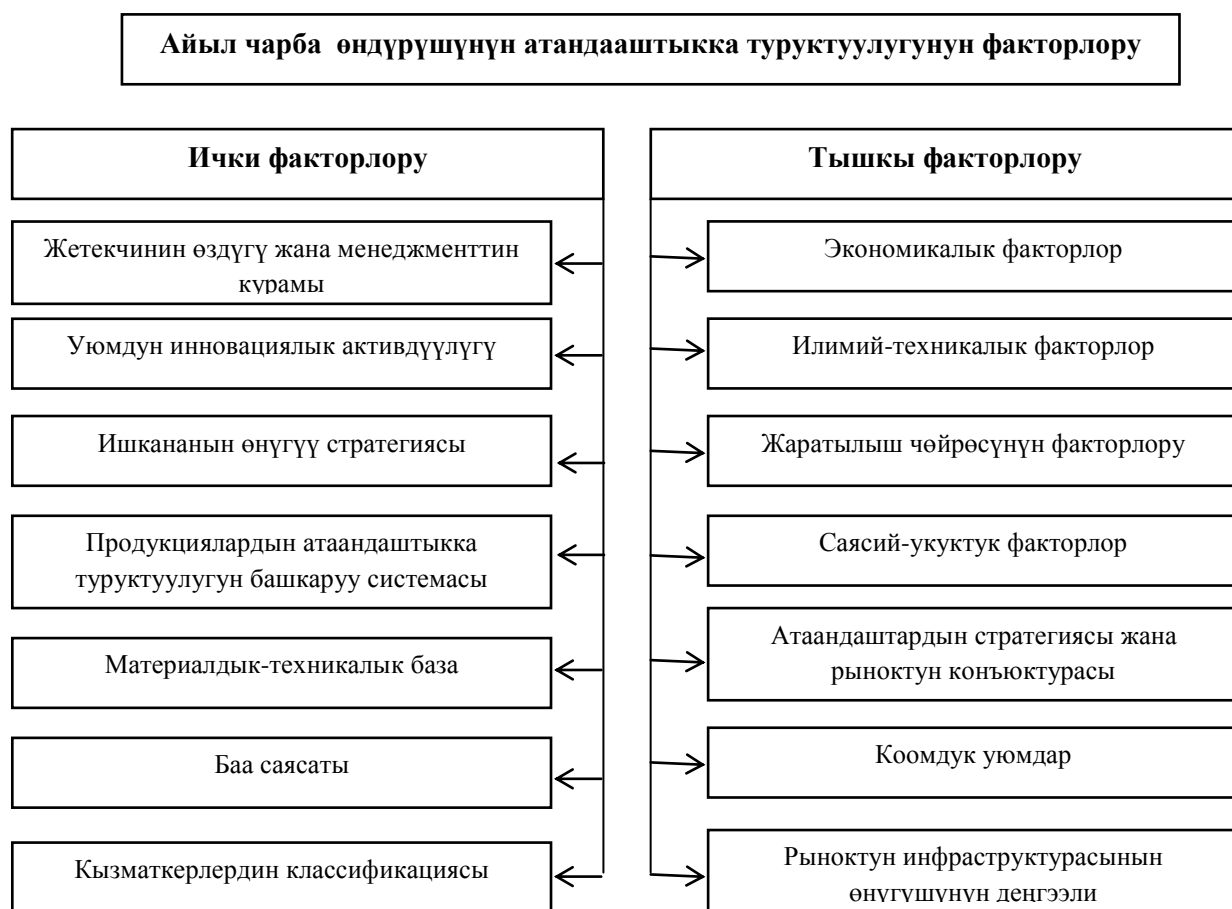 Айыл чарба өндүрүшүнүн атандааштыкка туруктуулугунун факторлору
Ички факторлору
Жетекчинин өздүгү жана менеджменттин
курамы
Уюмдун инновациялык активдүүлүгү
Ишкананын өнүгүү стратегиясы
Продукциялардын атаандаштыкка
туруктуулугун башкаруу системасы
Материалдык-техникалык база
Баа саясаты
Кызматкерлердин классификациясы
Тышкы факторлору
Экономикалык факторлор
Илимий-техникалык факторлор
Жаратылыш чөйрөсүнүн факторлору
Саясий-укуктук факторлор
Атаандаштардын стратегиясы жана
рыноктун конъюктурасы
Коомдук уюмдар
Рыноктун инфраструктурасынын
өнүгүшүнүн деңгээли